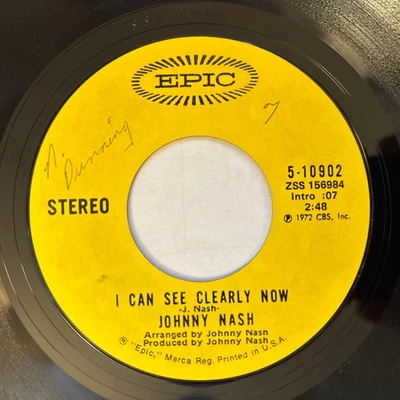 EPIC
n. Dunning
5-10902
ZSS 156984
Intro :07
STEREO
2:48
℗ 1972 CBS, Inc.
I CAN SEE CLEARLY NOW
-J. Nash-
JOHNNY NASH
Arranged by Johnny Nash
Produced by Johnny Nash
® "Epic," Marca Reg. Printed in U.S.A.